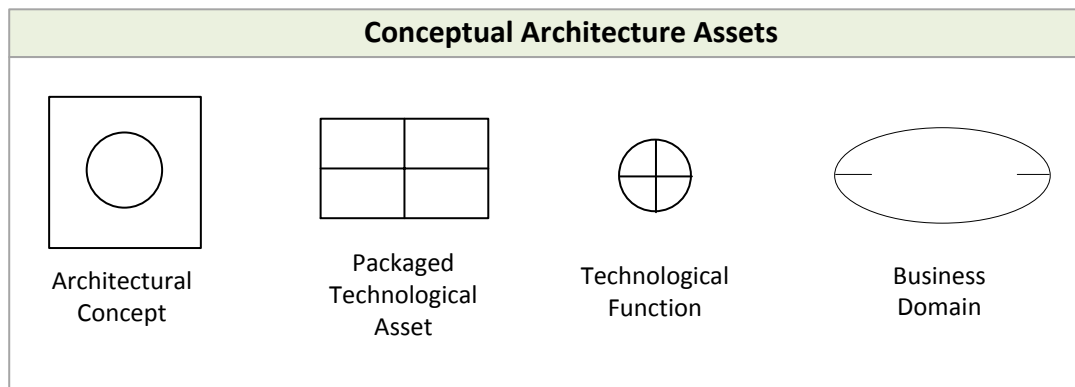 Conceptual Architecture Assets
Architectural
Concept
Packaged
Technological
Asset
Technological
Function
Business
Domain